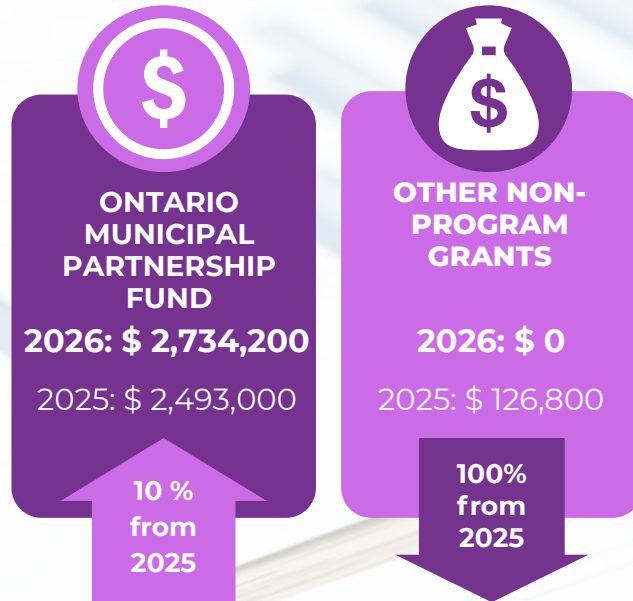 $
ONTARIO
MUNICIPAL
PARTNERSHIP
FUND
2026: $ 2,734,200
2025: $ 2,493,000
10 %
from
2025
$
OTHER NON-
PROGRAM
GRANTS
2026: $ 0
2025: $ 126,800
100%
from
2025